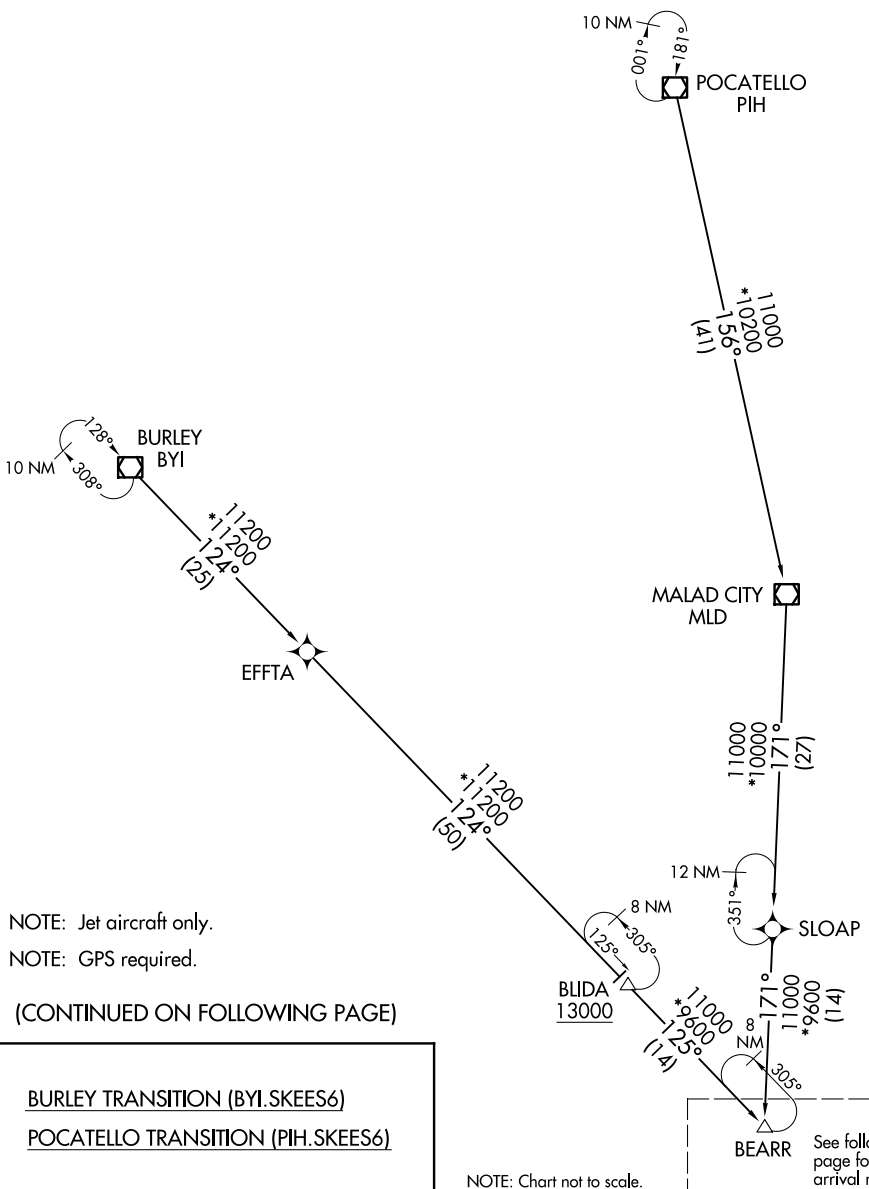 10 NM
001°
181°
POCATELLO
PIH
11000
*10200
156°
(41)
128°
308°
10 NM
BURLEY
BYI
11200
*11200
124°
(25)
MALAD CITY
MLD
EFFTA
11200
*11200
124°
(50)
11000
*10000
171°
(27)
12 NM
351°
SLOAP
8 NM
305°
125°
BLIDA
13000
171°
11000
*9600
(14)
11000
*9600
125°
(14)
8
NM
305°
BEARR
NOTE: Jet aircraft only.
NOTE: GPS required.
(CONTINUED ON FOLLOWING PAGE)
BURLEY TRANSITION (BYI.SKEES6)
POCATELLO TRANSITION (PIH.SKEES6)
NOTE: Chart not to scale.
See
page
arrival